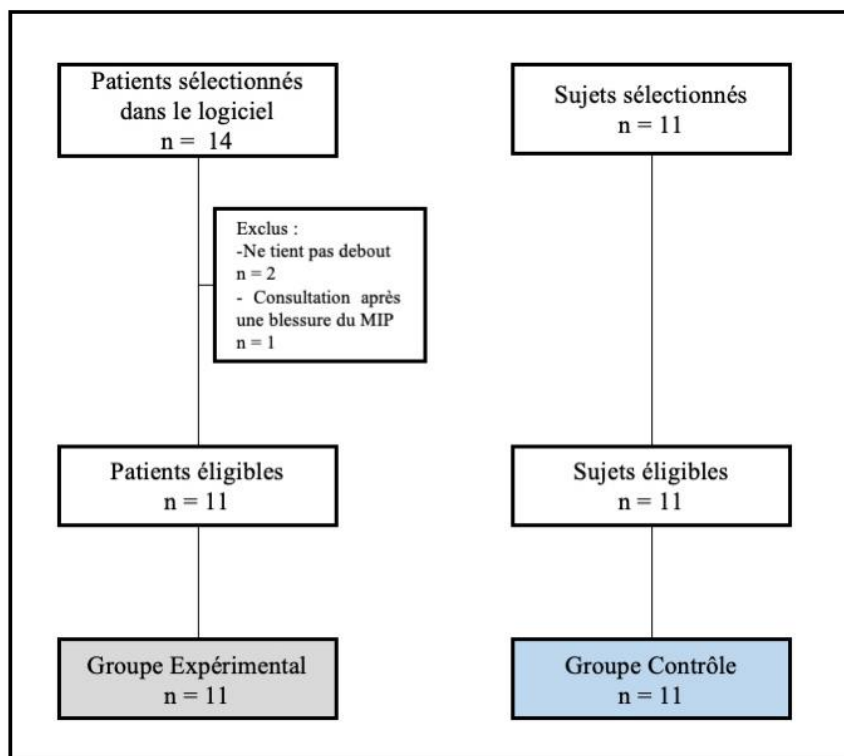 Patients sélectionnés
dans le logiciel
n = 14
Exclus :
-Ne tient pas debout
n = 2
- Consultation après
une blessure du MIP
n = 1
Patients éligibles
n = 11
Groupe Expérimental
n = 11
Sujets sélectionnés
n = 11
Sujets éligibles
n = 11
Groupe Contrôle
n = 11